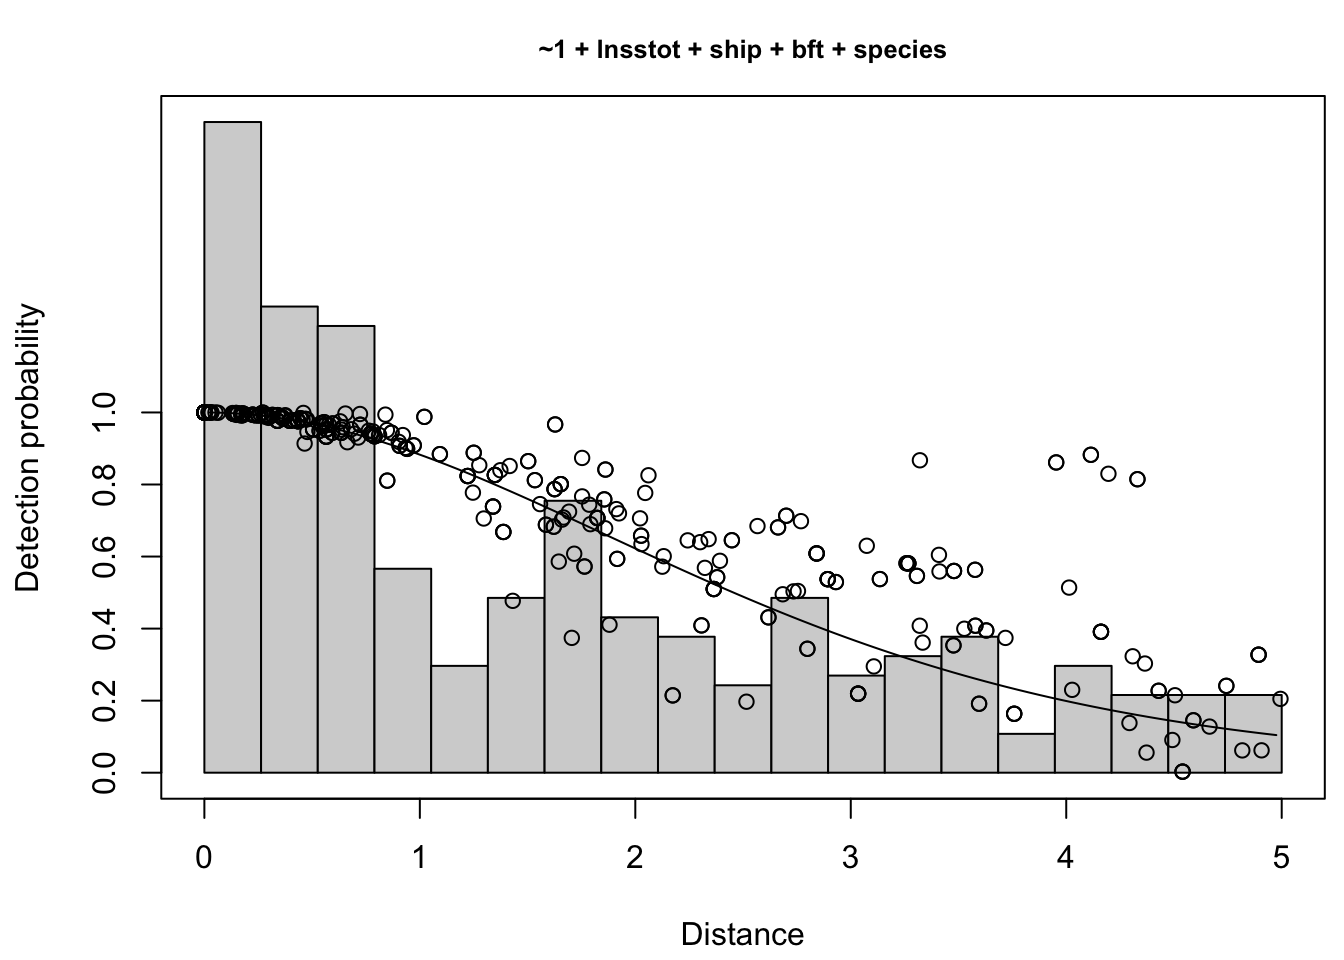 ~1 + lnsstot + ship + bft + species
Detection probability
1.0
0.8
0.6
0.4
0.2
0.0
0 1 2 3 4 5
Distance